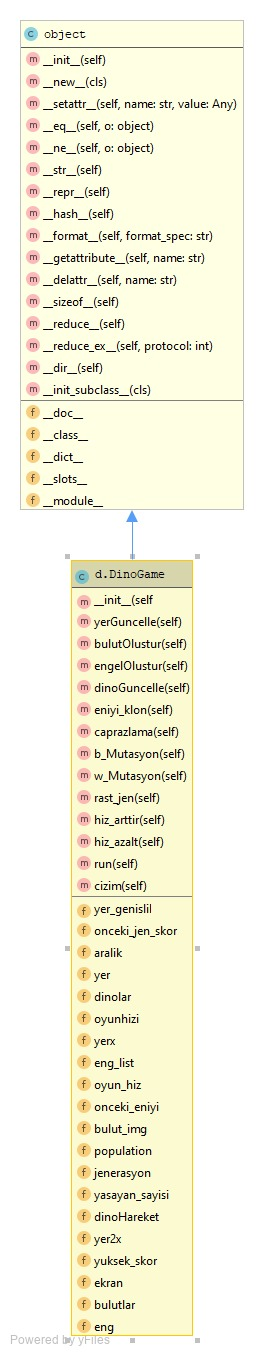 C object
m __init__(self)
m __new__(cls)
m __setattr__(self, name: str, value: Any)
m __eq__(self, o: object)
m __ne__(self, o: object)
m __str__(self)
m __repr__(self)
m __hash__(self)
m __format__(self, format_spec: str)
m __getattribute__(self, name: str)
m __delattr__(self, name: str)
m __sizeof__(self)
m __reduce__(self)
m __reduce_ex__(self, protocol: int)
m __dir__(self)
m __init_subclass__(cls)
f __doc__
f __class__
f __dict__
f __slots__
f __module__
C d.DinoGame
m __init__(self
m yerGuncelle(self)
m bulutOlustur(self)
m engelOlustur(self)
m dinoGuncelle(self)
m eniyi_klon(self)
m caprazlama(self)
m b_Mutasyon(self)
m w_Mutasyon(self)
m rast_jen(self)
m hiz_arttir(self)
m hiz_azalt(self)
m run(self)
m cizim(self)
f yer_genislil
f onceki_jen_skor
f aralik
f yer
f dinolar
f oyunhizi
f yerx
f eng_list
f oyun_hiz
f onceki_eniyi
f bulut_img
f population
f jenerasyon
f yasayan_sayisi
f dinoHareket
f yer2x
f yuksek_skor
f ekran
f bulutlar
f eng
Powered by yFiles